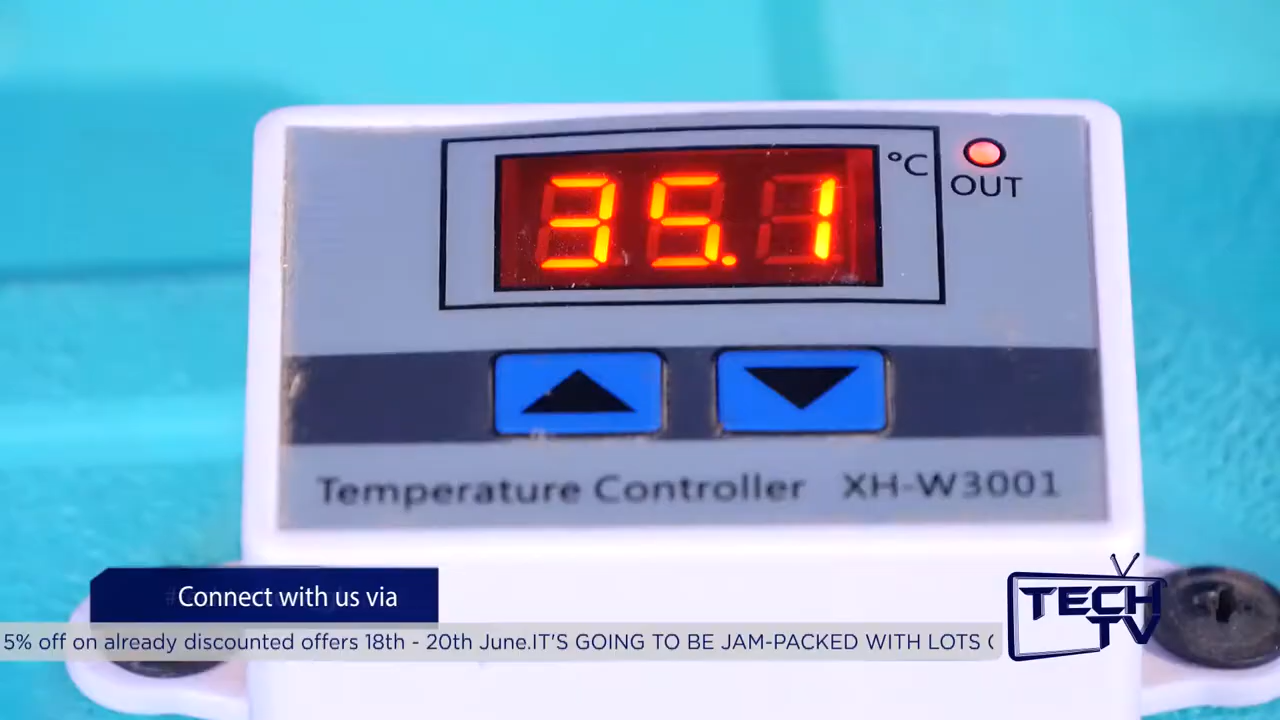 35.1
°C
OUT
Temperature Controller XH-W3001
Connect with us via
5% off on already discounted offers 18th - 20th June.IT'S GOING TO BE JAM-PACKED WITH LOTS
TECH
TV